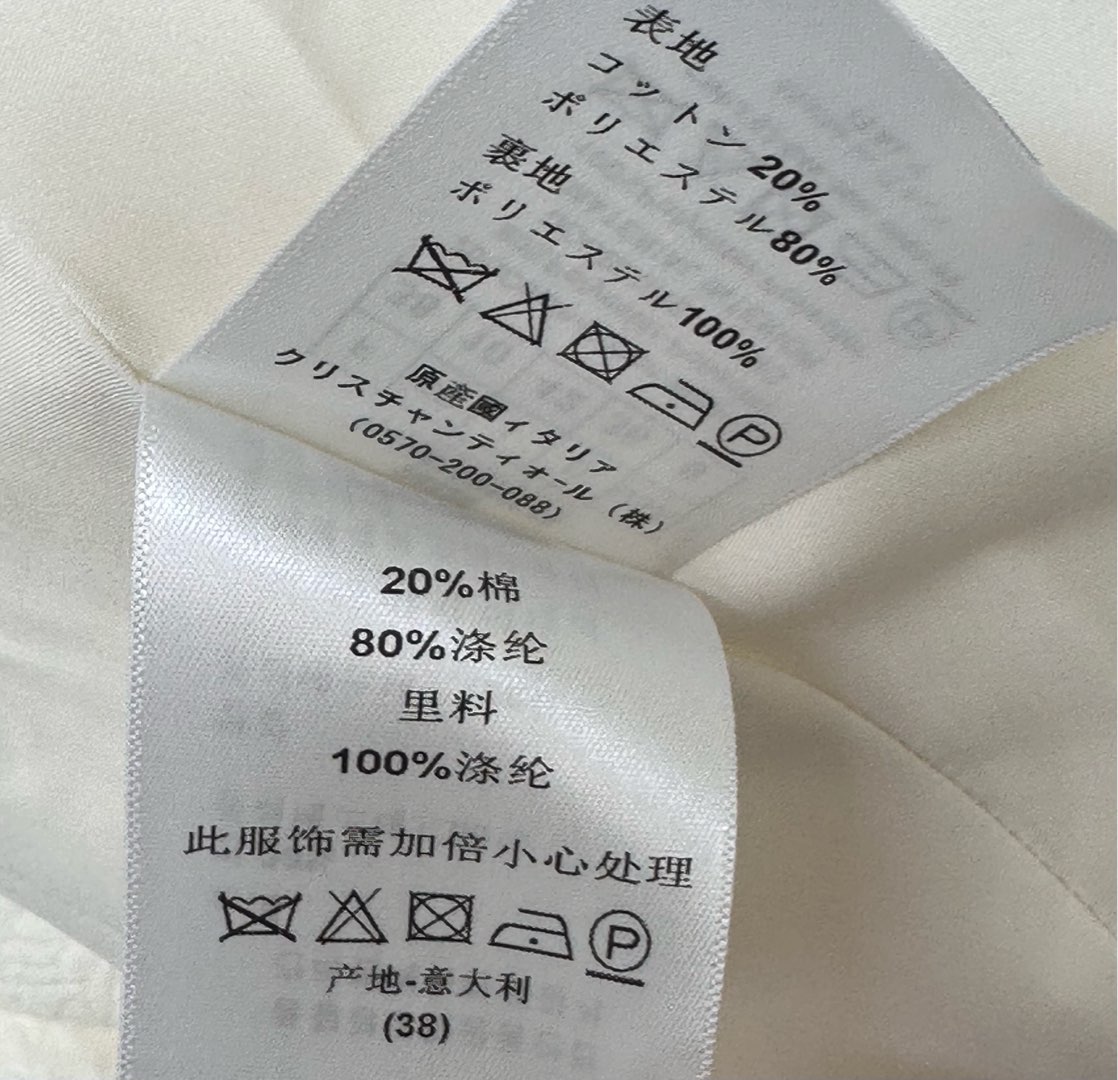 表地
コットン20%
ポリエステル80%
裏地
ポリエステル100%
P
原産國イタリア
クリスチャンディオール（株）
(0570-200-088)
20%棉
80%涤纶
里料
100%涤纶
此服饰需加倍小心处理
P
产地-意大利
(38)